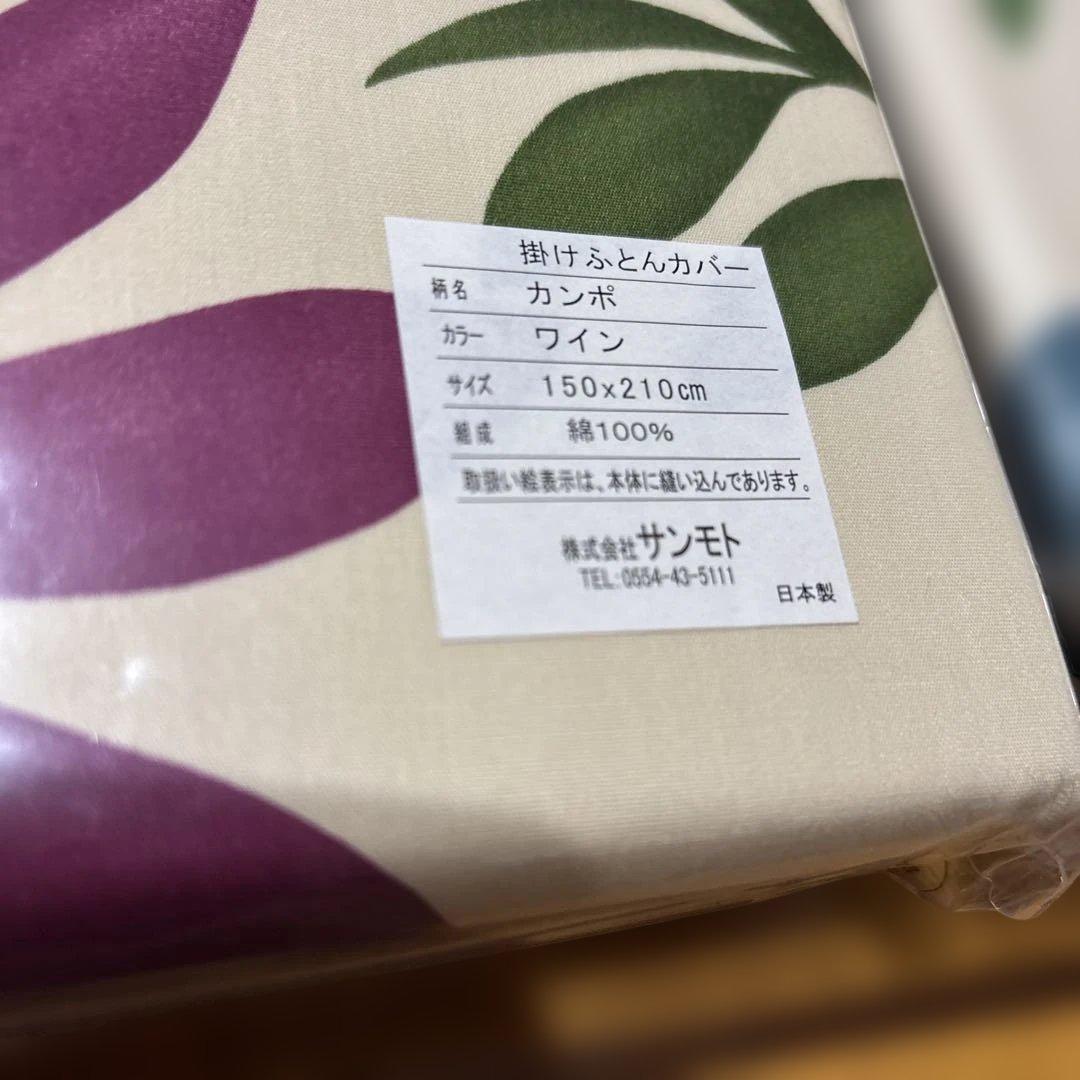 掛けふとんカバー
柄名 カンポ
カラー ワイン
サイズ 150x210cm
組成 綿100%
取扱い絵表示は、本体に縫い込んであります。
株式会社サンモト
TEL:0554-43-5111
日本製